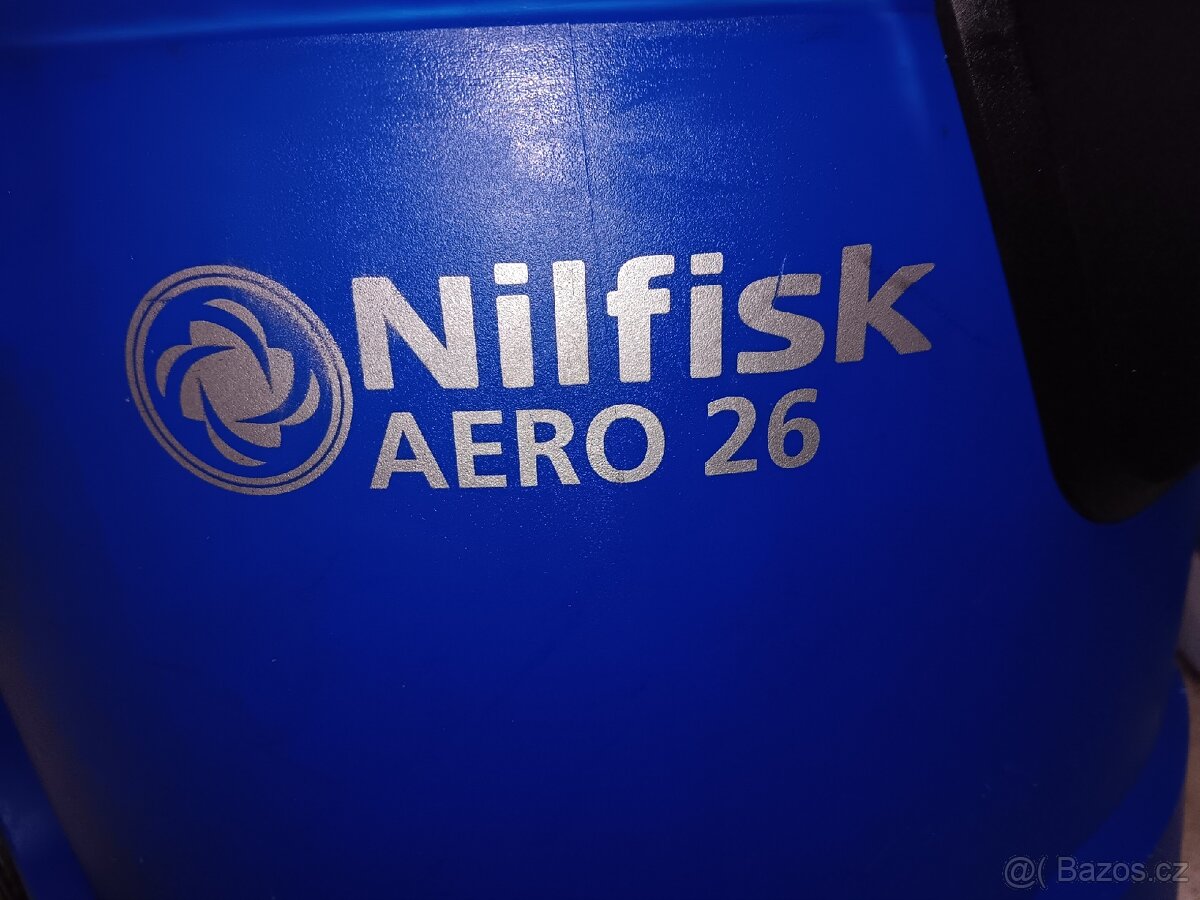 Nilfisk
AERO 26
@( Bazos.cz